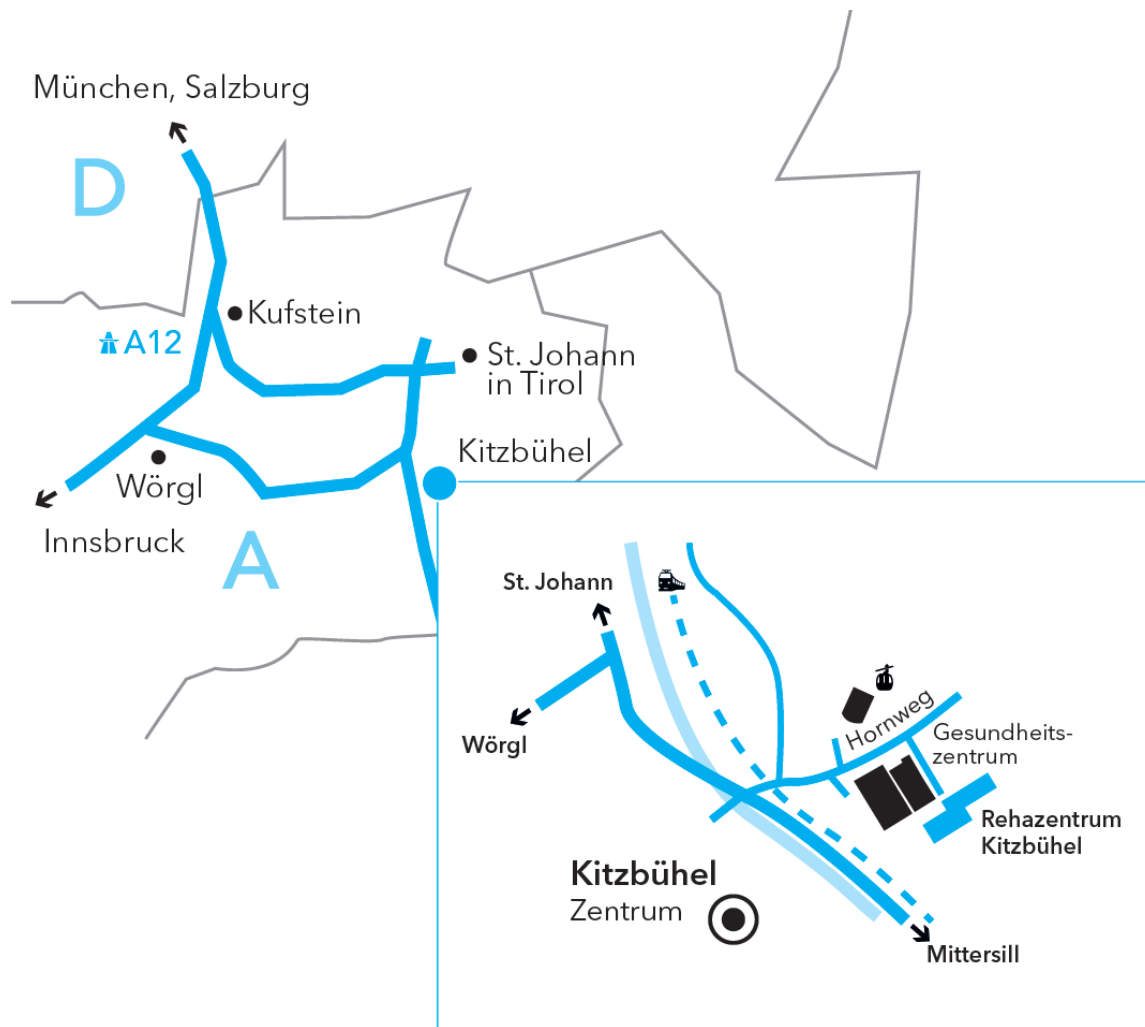 München, Salzburg
D
Kufstein
A12
St. Johann
in Tirol
Kitzbühel
Wörgl
Innsbruck
A
St. Johann
Wörgl
Hornweg
Gesundheits-
zentrum
Rehazentrum
Kitzbühel
Kitzbühel
Zentrum
Mittersill